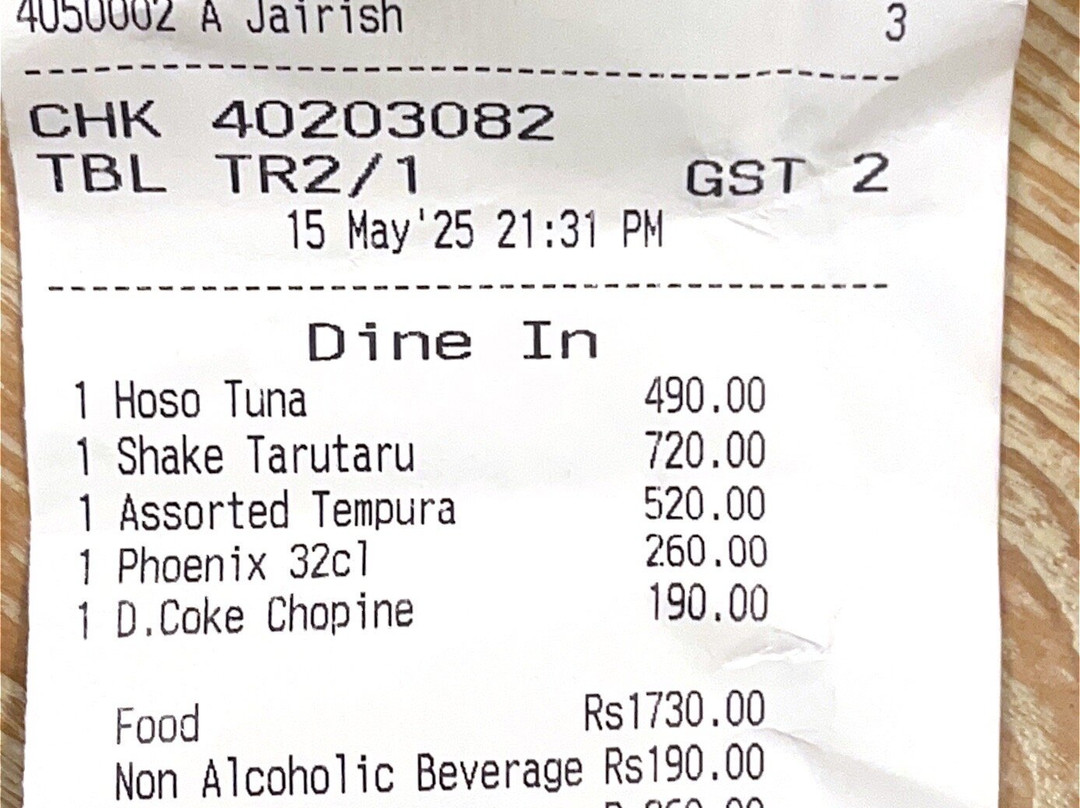 4050002 A Jairish 3
CHK 40203082
TBL TR2/1 GST 2
15 May'25 21:31 PM
Dine In
1 Hoso Tuna 490.00
1 Shake Tarutaru 720.00
1 Assorted Tempura 520.00
1 Phoenix 32cl 260.00
1 D.Coke Chopine 190.00
Food Rs1730.00
Non Alcoholic Beverage Rs190.00